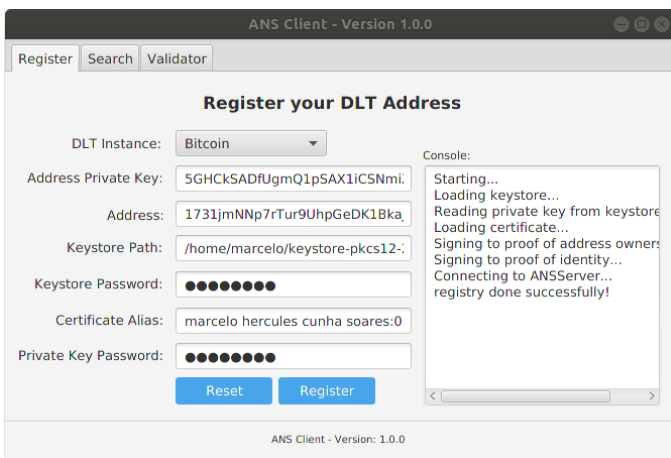 ANS Client - Version 1.0.0
Register Search Validator
Register your DLT Address
DLT Instance: Bitcoin
Console:
Address Private Key: 5GHCkSADfUgmQ1pSAX1iCSNmi
Address: 1731jmNNp7rTur9UhpGeDK1Bka
Keystore Path: /home/marcelo/keystore-pkcs12-
Keystore Password: ●●●●●●●●
Certificate Alias: marcelo hercules cunha soares:0
Private Key Password: ●●●●●●●●
Reset Register
Starting...
Loading keystore...
Reading private key from keystore
Loading certificate...
Signing to proof of address owners
Signing to proof of identity...
Connecting to ANSServer...
registry done successfully!
ANS Client - Version: 1.0.0